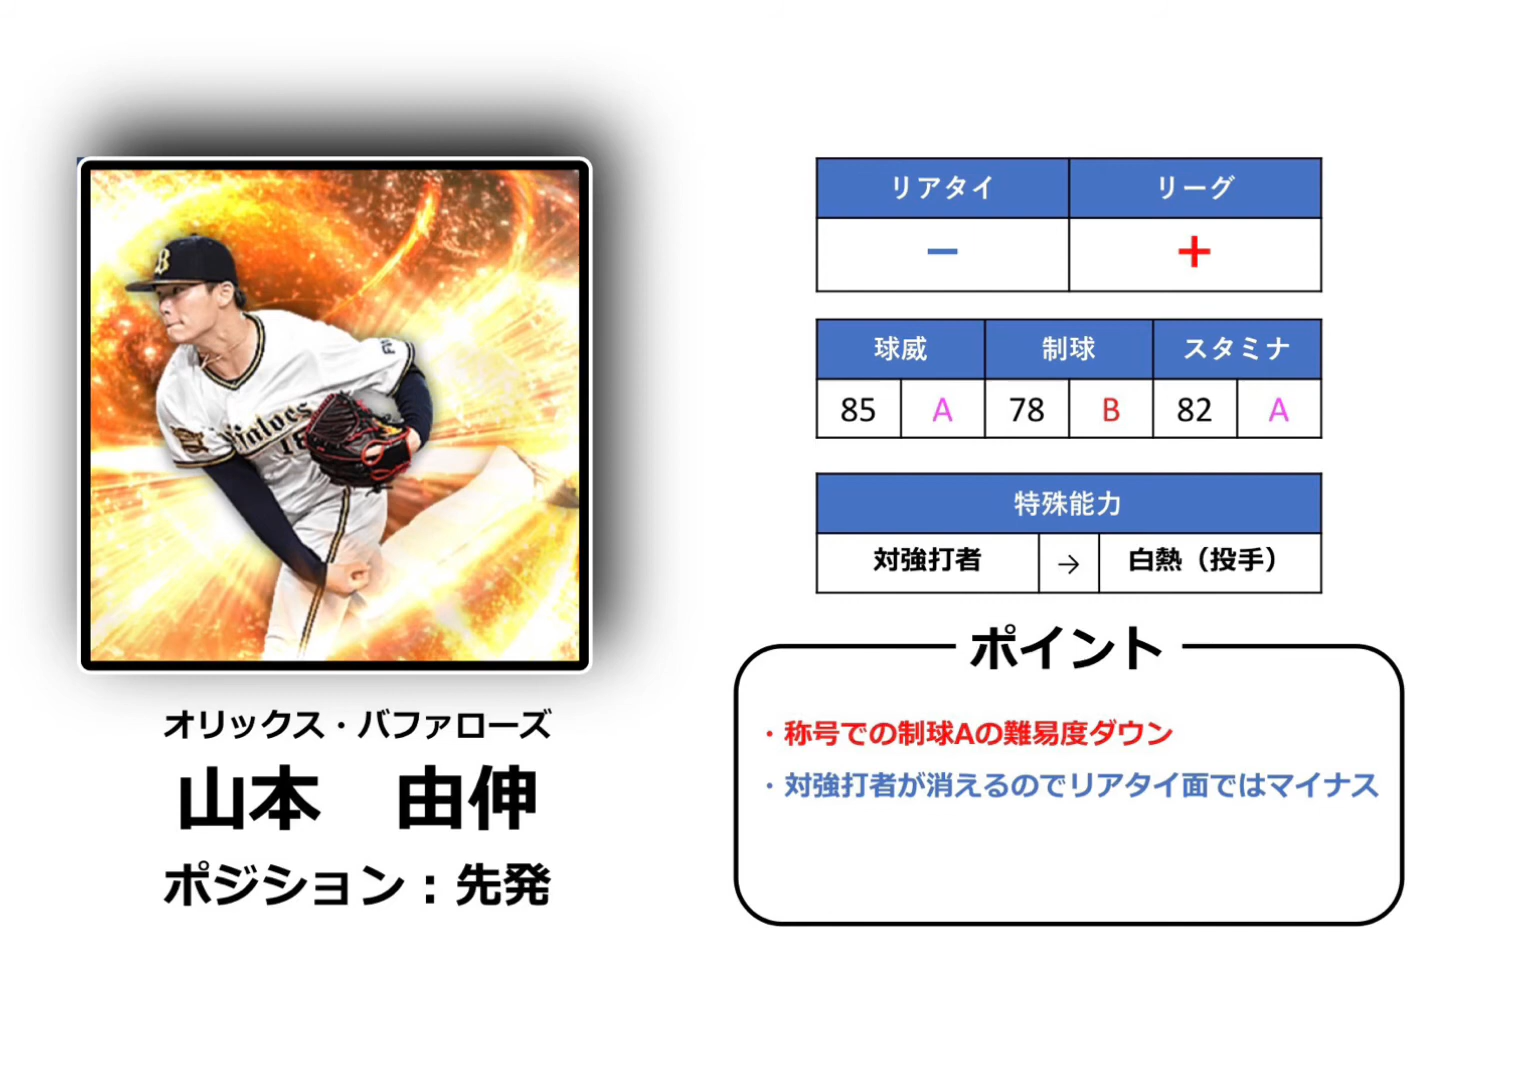 リアタイ リーグ
− +
球威 制球 スタミナ
85 A 78 B 82 A
特殊能力
対強打者 → 白熱（投手）
ポイント
・称号での制球Aの難易度ダウン
・対強打者が消えるのでリアタイ面ではマイナス
B
18
オリックス・バファローズ
山本　由伸
ポジション：先発